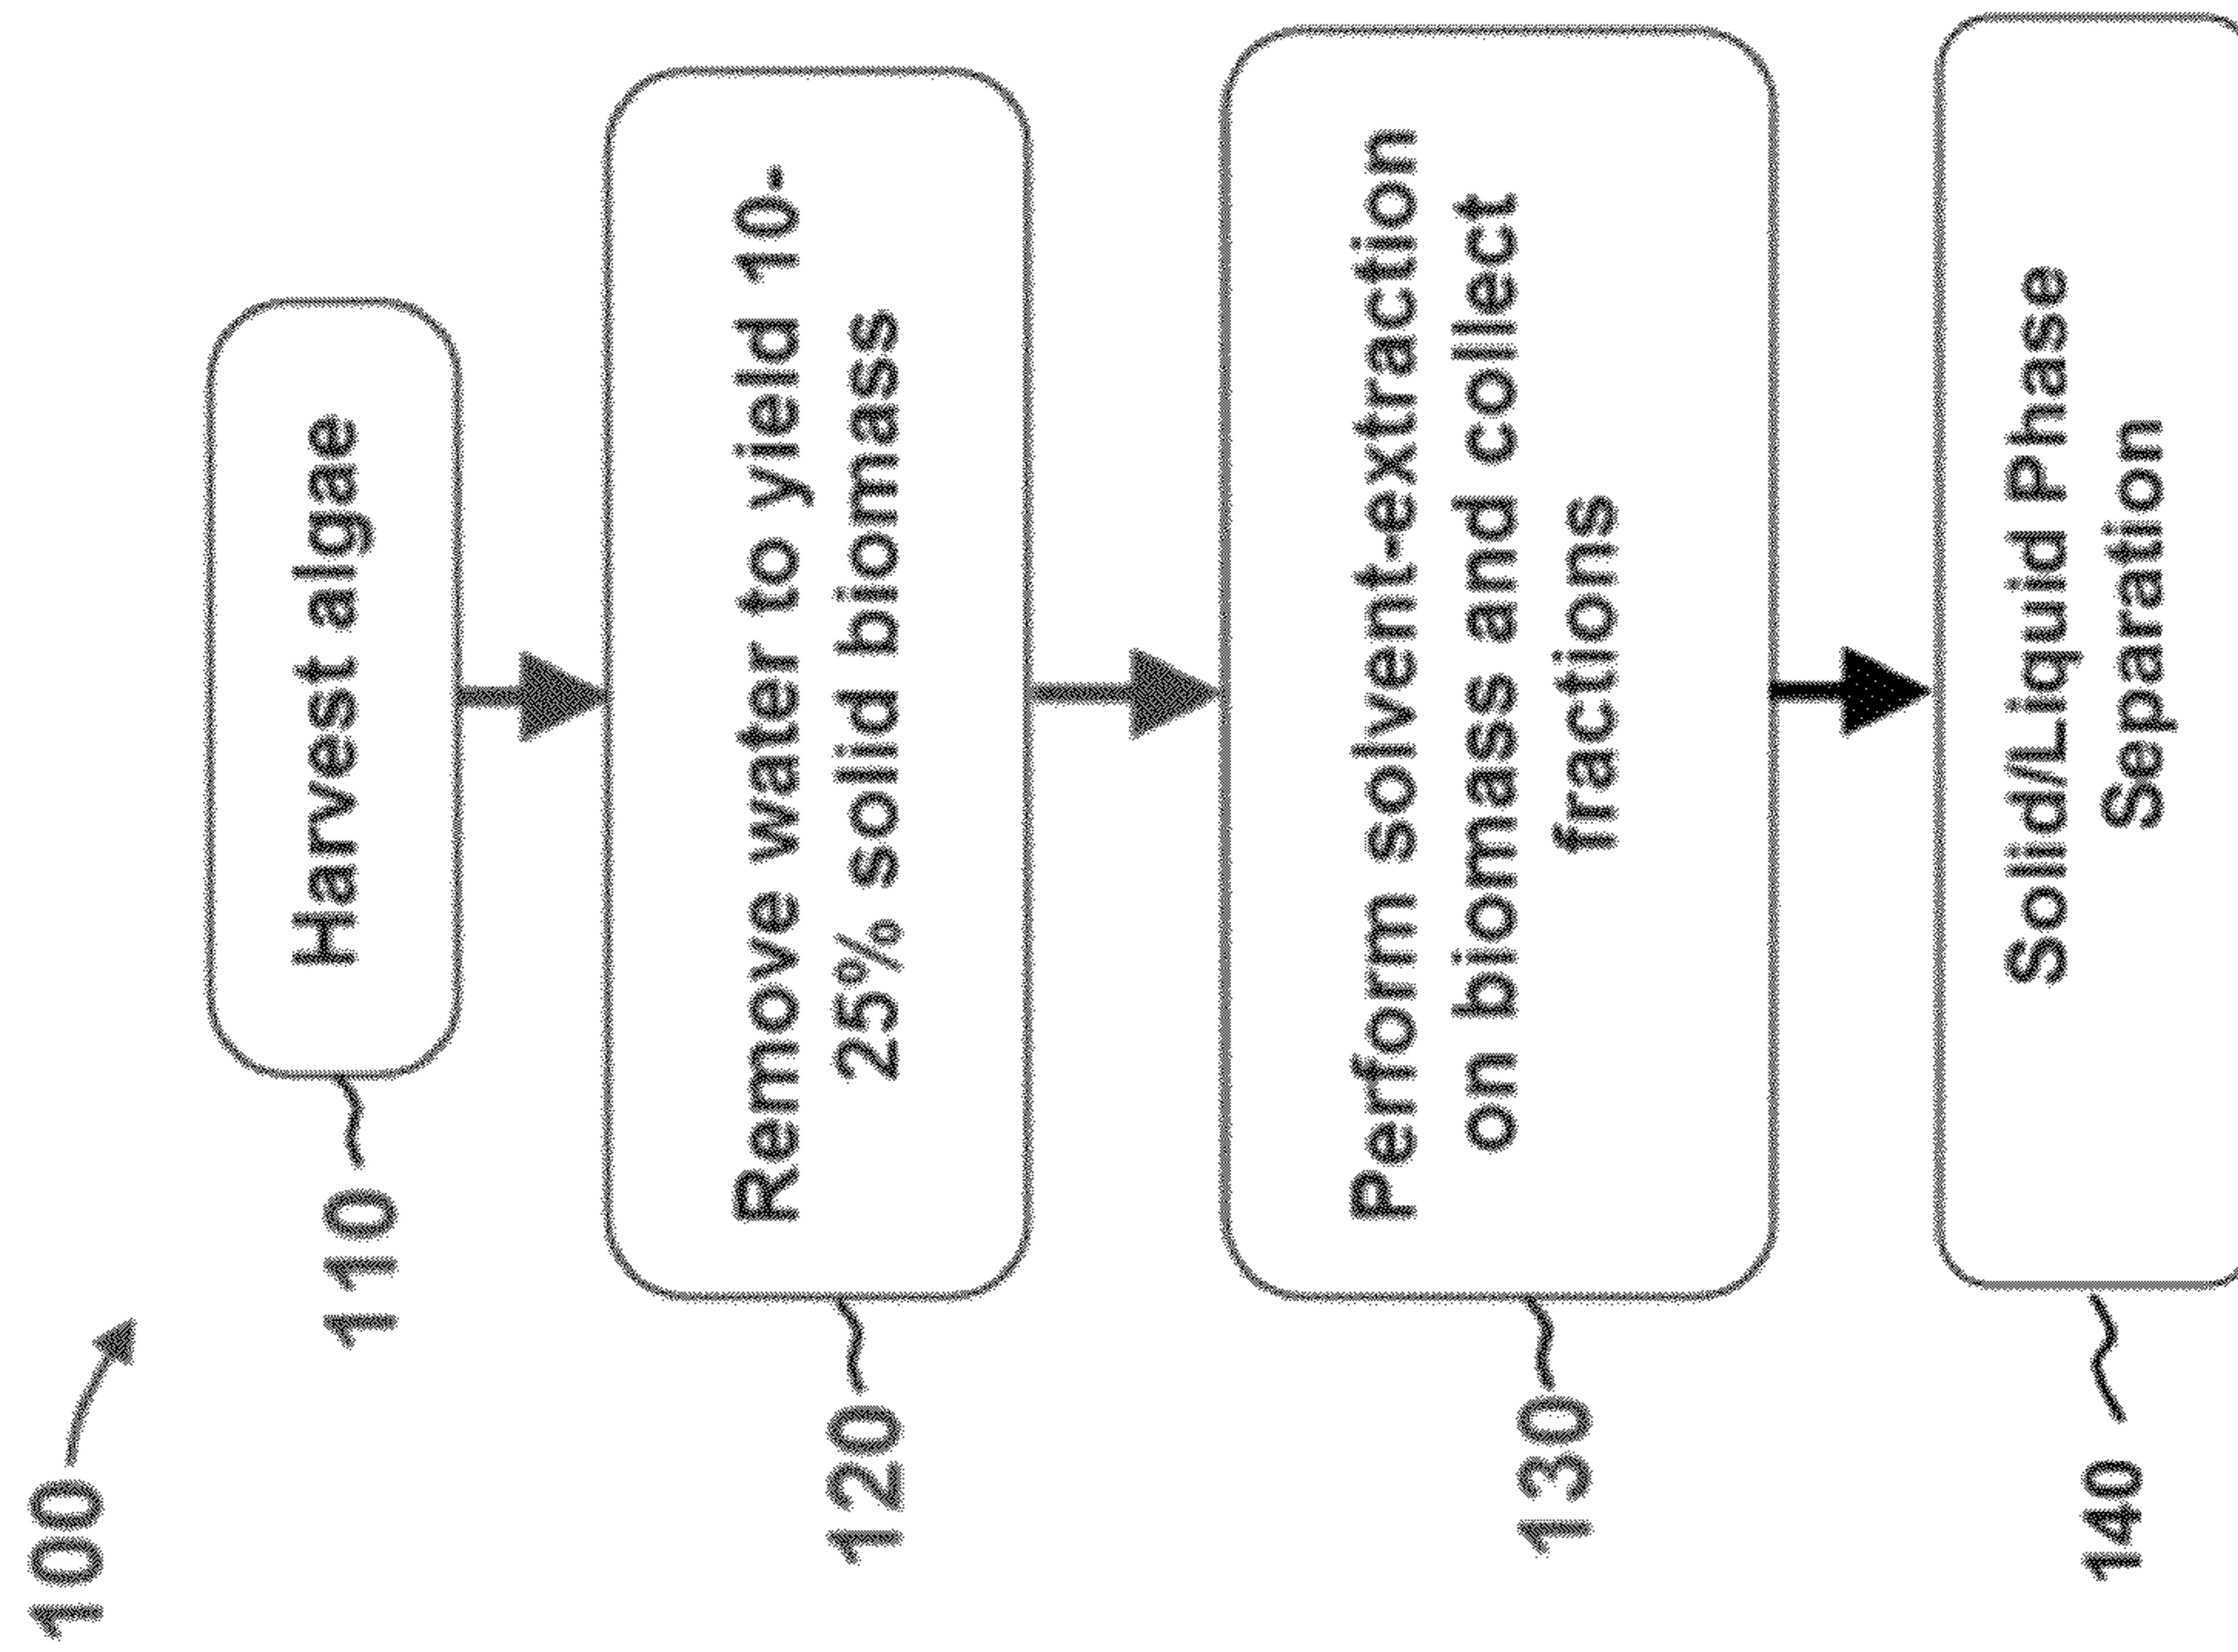 100
110
Harvest algae
120
Remove water to yield 10-
25% solid biomass
130
Perform solvent-extraction
on biomass and collect
fractions
140
Solid/Liquid Phase
Separation